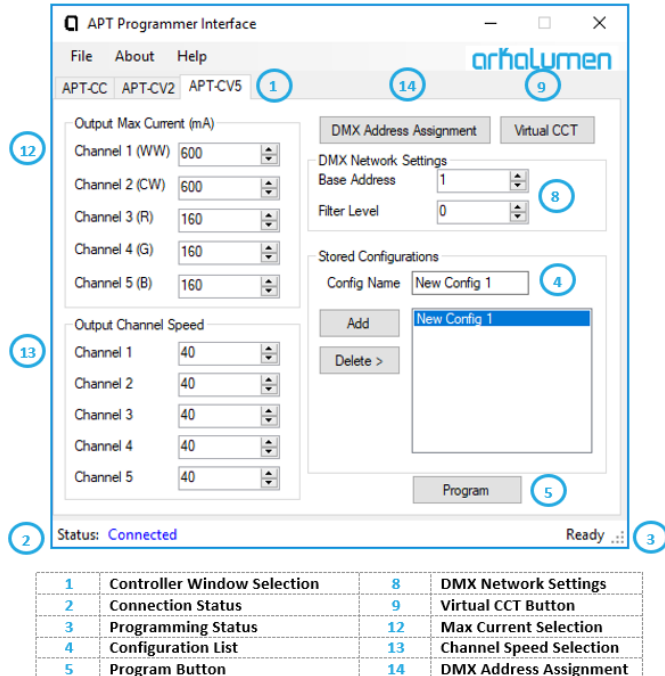 APT Programmer Interface
File About Help
arkalumen
APT-CC APT-CV2 APT-CV5 1 14 9
12
Output Max Current (mA)
Channel 1 (WW) 600
Channel 2 (CW) 600
Channel 3 (R) 160
Channel 4 (G) 160
Channel 5 (B) 160
DMX Address Assignment Virtual CCT
DMX Network Settings
Base Address 1
Filter Level 0
8
Stored Configurations
Config Name New Config 1 4
Add
Delete >
New Config 1
13
Output Channel Speed
Channel 1 40
Channel 2 40
Channel 3 40
Channel 4 40
Channel 5 40
Program 5
2 Status: Connected Ready 3
1 Controller Window Selection 8 DMX Network Settings
2 Connection Status 9 Virtual CCT Button
3 Programming Status 12 Max Current Selection
4 Configuration List 13 Channel Speed Selection
5 Program Button 14 DMX Address Assignment